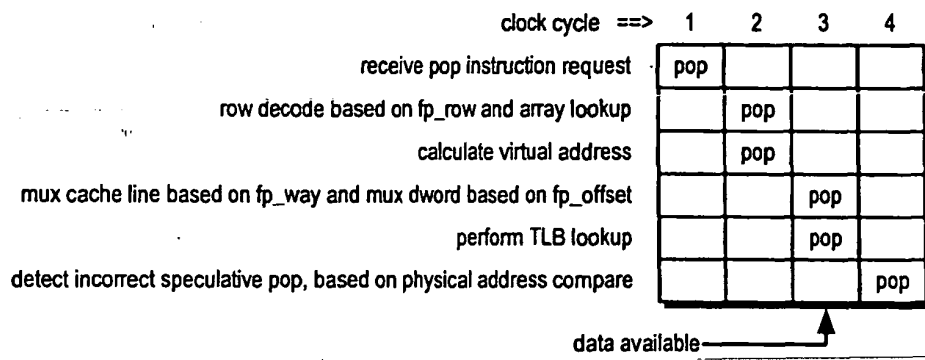 clock cycle ==> 1 2 3 4
receive pop instruction request pop
row decode based on fp_row and array lookup pop
calculate virtual address pop
mux cache line based on fp_way and mux dword based on fp_offset pop
perform TLB lookup pop
detect incorrect speculative pop, based on physical address compare pop
data available